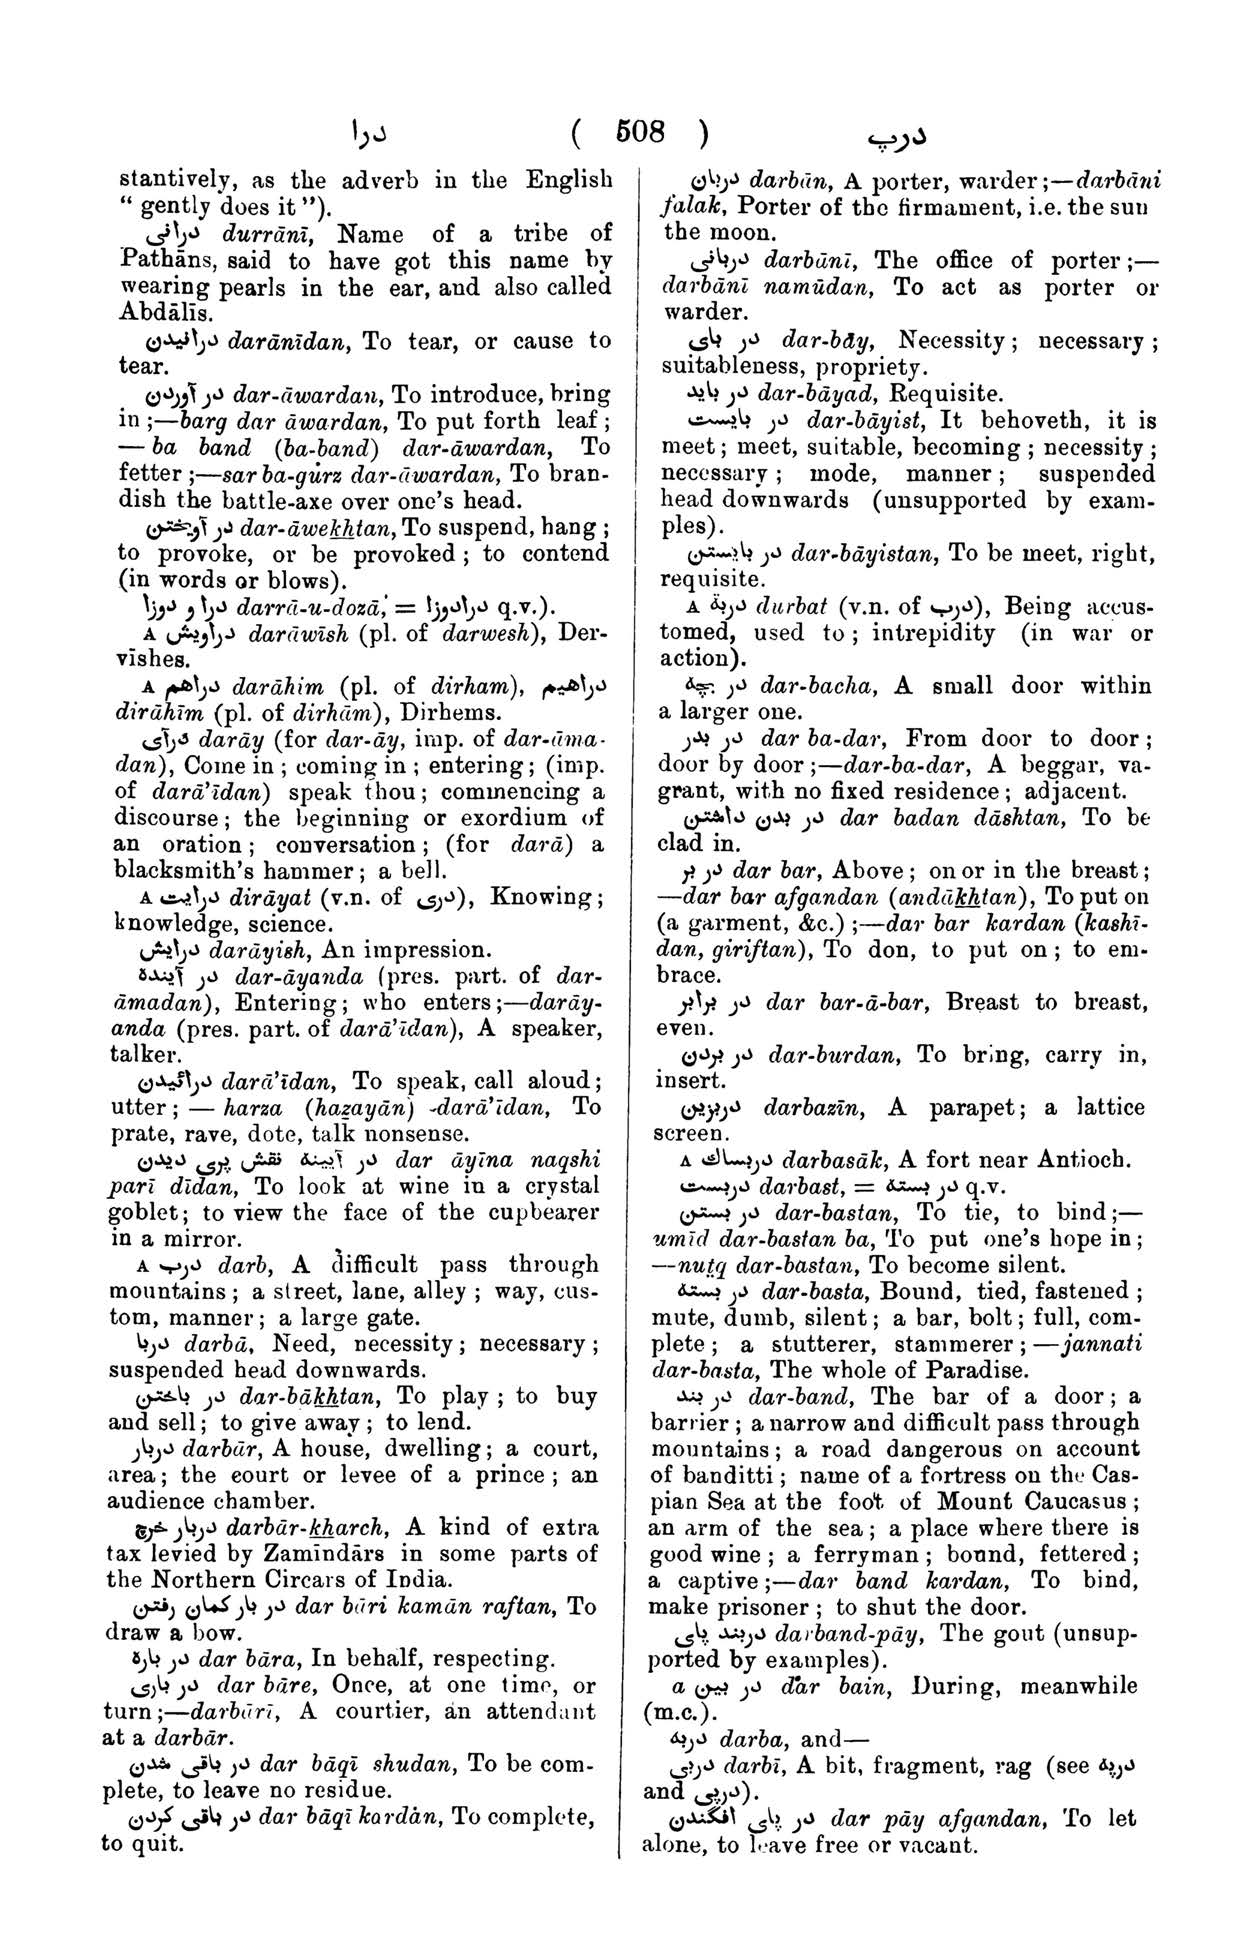 درا ( 508 ) درپ
stantively, as the adverb in the English
“ gently does it ”).
درانی durrānī, Name of a tribe of
Pathāns, said to have got this name by
wearing pearls in the ear, and also called
Abdālīs.
درانیدن darānīdan, To tear, or cause to
tear.
در آوردن dar-āwardan, To introduce, bring
in ;—barg dar āwardan, To put forth leaf ;
— ba band (ba-band) dar-āwardan, To
fetter ;—sar ba-gurz dar-āwardan, To bran-
dish the battle-axe over one's head.
در آویختن dar-āwekhtan, To suspend, hang ;
to provoke, or be provoked ; to contend
(in words or blows).
درا و دوزا darrā-u-dozā, = درادوزا q.v.).
A دراویش darāwīsh (pl. of darwesh), Der-
vīshes.
A دراهم darāhim (pl. of dirham), دراهیم
dirāhīm (pl. of dirhām), Dirhems.
درآی darāy (for dar-āy, imp. of dar-āma-
dan), Come in ; coming in ; entering ; (imp.
of darā'īdan) speak thou ; commencing a
discourse ; the beginning or exordium of
an oration ; conversation ; (for darā) a
blacksmith's hammer ; a bell.
A درایت dirāyat (v.n. of دری), Knowing ;
knowledge, science.
درایش darāyish, An impression.
در آینده dar-āyanda (pres. part. of dar-
āmadan), Entering ; who enters ;—darāy-
anda (pres. part. of darā'īdan), A speaker,
talker.
درائیدن darā'īdan, To speak, call aloud ;
utter ; — harza (hazayān) -darā'īdan, To
prate, rave, dote, talk nonsense.
در آیینه نقش پری دیدن dar āyīna naqshi
parī dīdan, To look at wine in a crystal
goblet ; to view the face of the cupbearer
in a mirror.
A درب darb, A difficult pass through
mountains ; a street, lane, alley ; way, cus-
tom, manner ; a large gate.
دربا darbā, Need, necessity ; necessary ;
suspended head downwards.
در باختن dar-bākhtan, To play ; to buy
and sell ; to give away ; to lend.
دربار darbār, A house, dwelling ; a court,
area ; the court or levee of a prince ; an
audience chamber.
دربار خرچ darbār-kharch, A kind of extra
tax levied by Zamīndārs in some parts of
the Northern Circars of India.
در بار کمان رفتن dar bāri kamān raftan, To
draw a bow.
در باره dar bāra, In behalf, respecting.
در باری dar bāre, Once, at one time, or
turn ;—darbārī, A courtier, an attendant
at a darbār.
در باقی شدن dar bāqī shudan, To be com-
plete, to leave no residue.
در باقی کردن dar bāqī kardan, To complete,
to quit.
دربان darbān, A porter, warder ;—darbāni
falak, Porter of the firmament, i.e. the sun
the moon.
دربانی darbānī, The office of porter ;—
darbānī namūdan, To act as porter or
warder.
در بای dar-bāy, Necessity ; necessary ;
suitableness, propriety.
در باید dar-bāyad, Requisite.
در بایست dar-bāyist, It behoveth, it is
meet ; meet, suitable, becoming ; necessity ;
necessary ; mode, manner ; suspended
head downwards (unsupported by exam-
ples).
در بایستن dar-bāyistan, To be meet, right,
requisite.
A دربة durbat (v.n. of درب), Being accus-
tomed, used to ; intrepidity (in war or
action).
در بچه dar-bacha, A small door within
a larger one.
در بدر dar ba-dar, From door to door ;
door by door ;—dar-ba-dar, A beggar, va-
grant, with no fixed residence ; adjacent.
در بدن داشتن dar badan dāshtan, To be
clad in.
در بر dar bar, Above ; on or in the breast ;
—dar bar afgandan (andākhtan), To put on
(a garment, &c.) ;—dar bar kardan (kashī-
dan, giriftan), To don, to put on ; to em-
brace.
در برابر dar bar-ā-bar, Breast to breast,
even.
در بردن dar-burdan, To bring, carry in,
insert.
دربزین darbazīn, A parapet ; a lattice
screen.
A دربساك darbasāk, A fort near Antioch.
دربست darbast, = در بسته q.v.
در بستن dar-bastan, To tie, to bind ;—
umīd dar-bastan ba, To put one's hope in ;
—nutq dar-bastan, To become silent.
در بسته dar-basta, Bound, tied, fastened ;
mute, dumb, silent ; a bar, bolt ; full, com-
plete ; a stutterer, stammerer ; —jannati
dar-basta, The whole of Paradise.
در بند dar-band, The bar of a door ; a
barrier ; a narrow and difficult pass through
mountains ; a road dangerous on account
of banditti ; name of a fortress on the Cas-
pian Sea at the foot of Mount Caucasus ;
an arm of the sea ; a place where there is
good wine ; a ferryman ; bound, fettered ;
a captive ;—dar band kardan, To bind,
make prisoner ; to shut the door.
دربند پای darband-pāy, The gout (unsup-
ported by examples).
a در بین dar bain, During, meanwhile
(m.c.).
دربه darba, and—
دربی darbī, A bit, fragment, rag (see درپه
and درپی).
در پای افگندن dar pāy afgandan, To let
alone, to leave free or vacant.